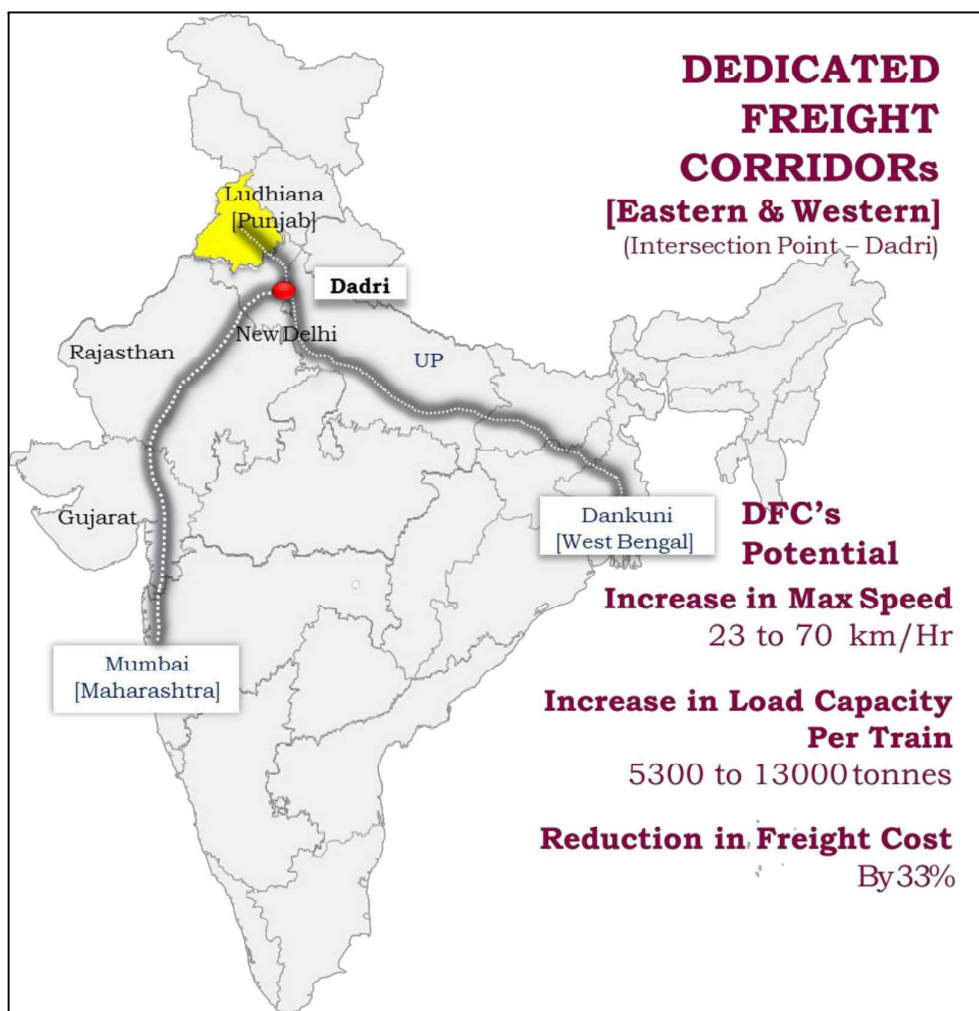 DEDICATED
FREIGHT
CORRIDORs
[Eastern & Western]
(Intersection Point – Dadri)
Ludhiana
[Punjab]
Dadri
New Delhi
Rajasthan
UP
Gujarat
Dankuni
[West Bengal]
Mumbai
[Maharashtra]
DFC's
Potential
Increase in Max Speed
23 to 70 km/Hr
Increase in Load Capacity
Per Train
5300 to 13000 tonnes
Reduction in Freight Cost
By 33%